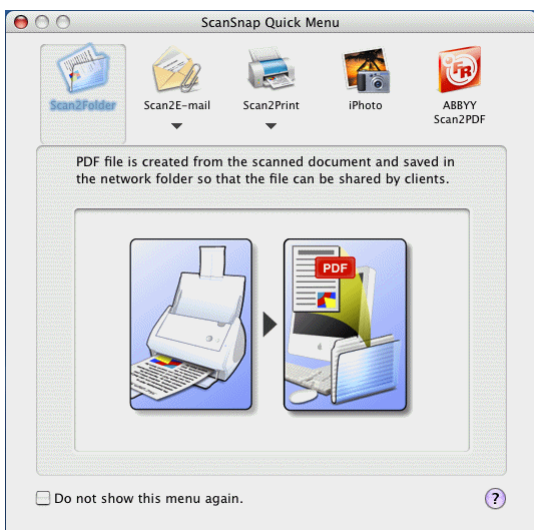 ScanSnap Quick Menu
Scan2Folder
Scan2E-mail
Scan2Print
iPhoto
ABBYY
Scan2PDF
PDF file is created from the scanned document and saved in
the network folder so that the file can be shared by clients.
PDF
Do not show this menu again.
?